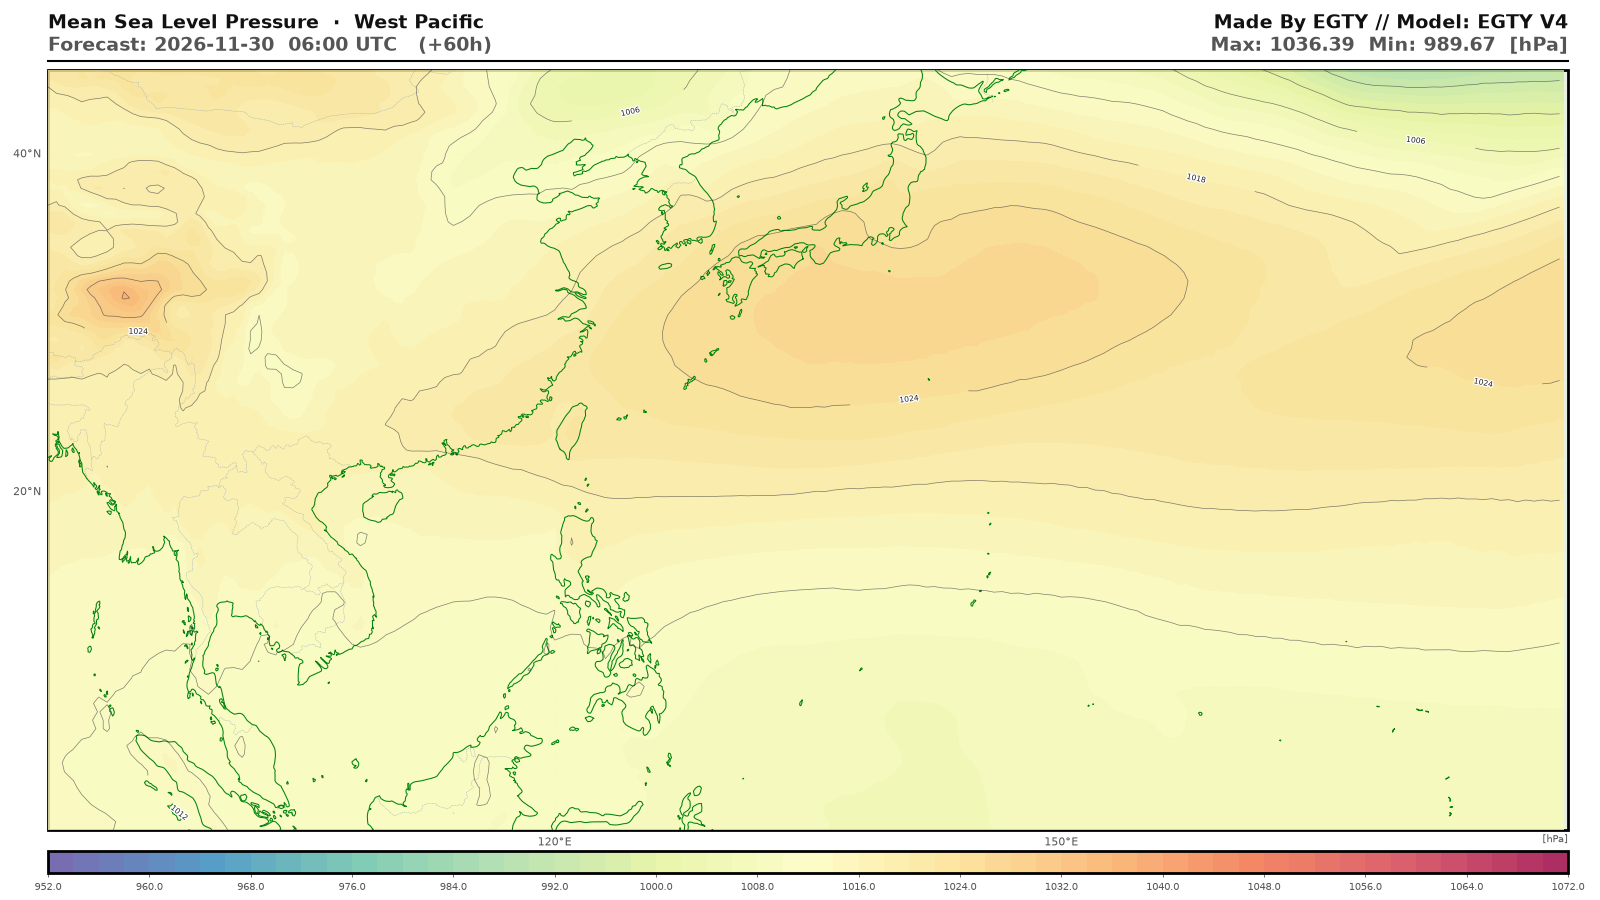 Mean Sea Level Pressure · West Pacific
Made By EGTY // Model: EGTY V4
Forecast: 2026-11-30 06:00 UTC (+60h)
Max: 1036.39 Min: 989.67 [hPa]
1006
1006
40°N
1018
1024
1024
1024
20°N
1012
120°E
150°E
[hPa]
952.0 960.0 968.0 976.0 984.0 992.0 1000.0 1008.0 1016.0 1024.0 1032.0 1040.0 1048.0 1056.0 1064.0 1072.0